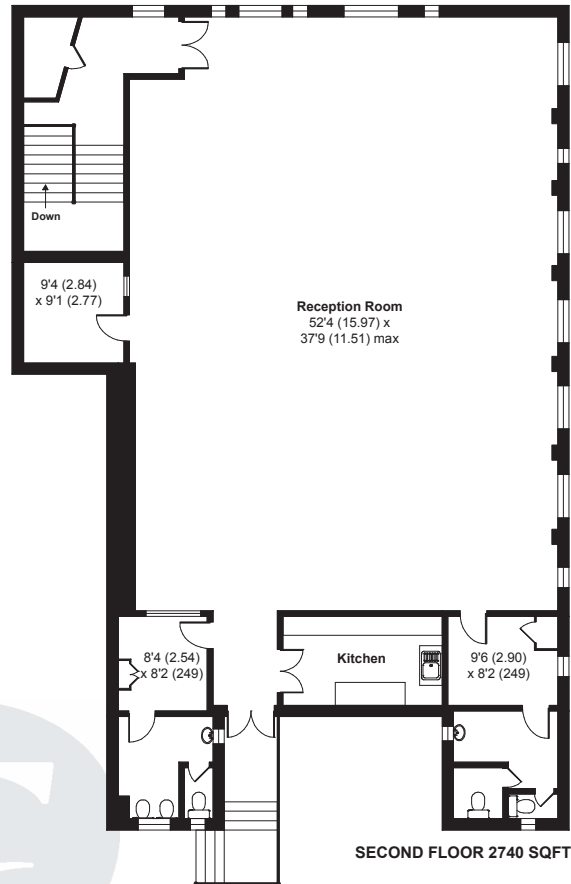 Down
9'4 (2.84)
x 9'1 (2.77)
Reception Room
52'4 (15.97) x
37'9 (11.51) max
8'4 (2.54)
x 8'2 (249)
Kitchen
9'6 (2.90)
x 8'2 (249)
SECOND FLOOR 2740 SQFT